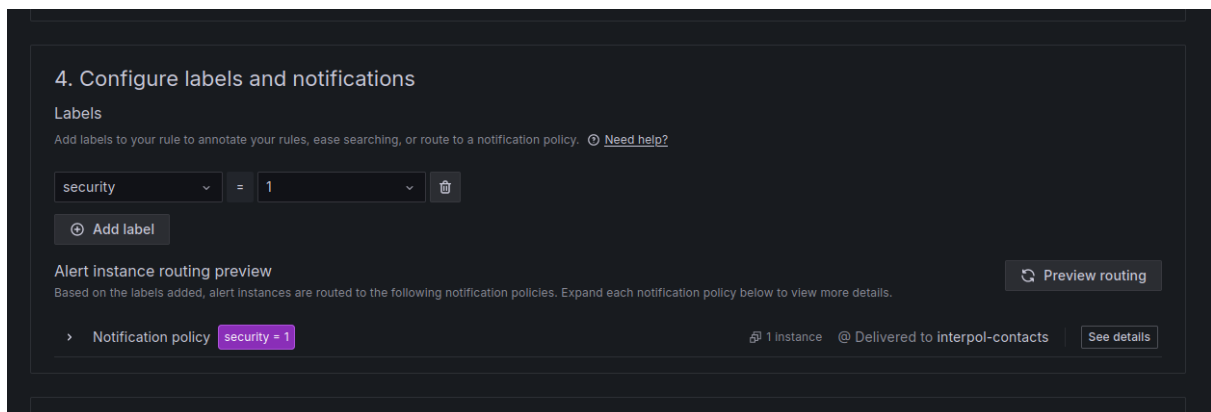 4. Configure labels and notifications
Labels
Add labels to your rule to annotate your rules, ease searching, or route to a notification policy. Need help?
security = 1
Add label
Alert instance routing preview
Preview routing
Based on the labels added, alert instances are routed to the following notification policies. Expand each notification policy below to view more details.
Notification policy security = 1 1 instance @ Delivered to interpol-contacts See details